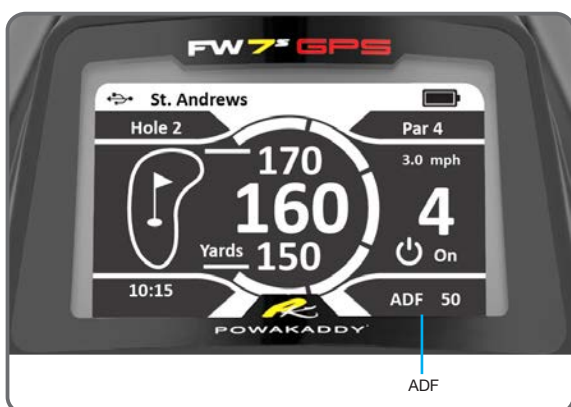 FW7s GPS
St. Andrews
Hole 2
Par 4
170
160
Yards 150
3.0 mph
4
On
10:15
ADF 50
POWAKADDY
ADF